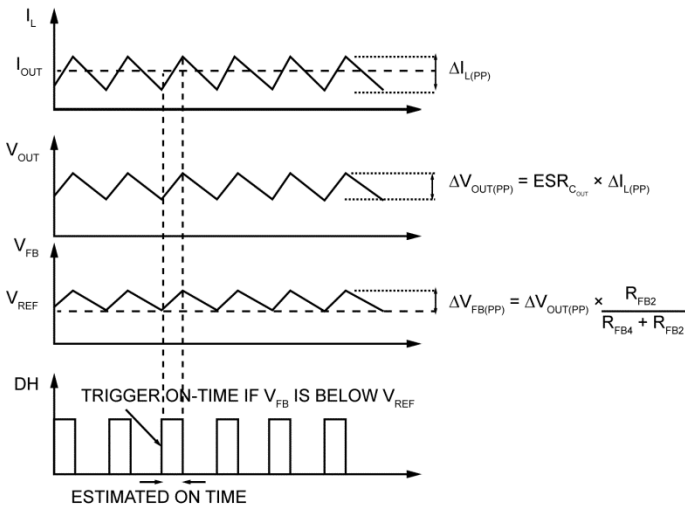 I_L
I_OUT
ΔI_L(PP)
V_OUT
ΔV_OUT(PP) = ESR_C_OUT × ΔI_L(PP)
V_FB
V_REF
ΔV_FB(PP) = ΔV_OUT(PP) × R_FB2 / R_FB4 + R_FB2
DH
TRIGGER ON-TIME IF V_FB IS BELOW V_REF
ESTIMATED ON TIME